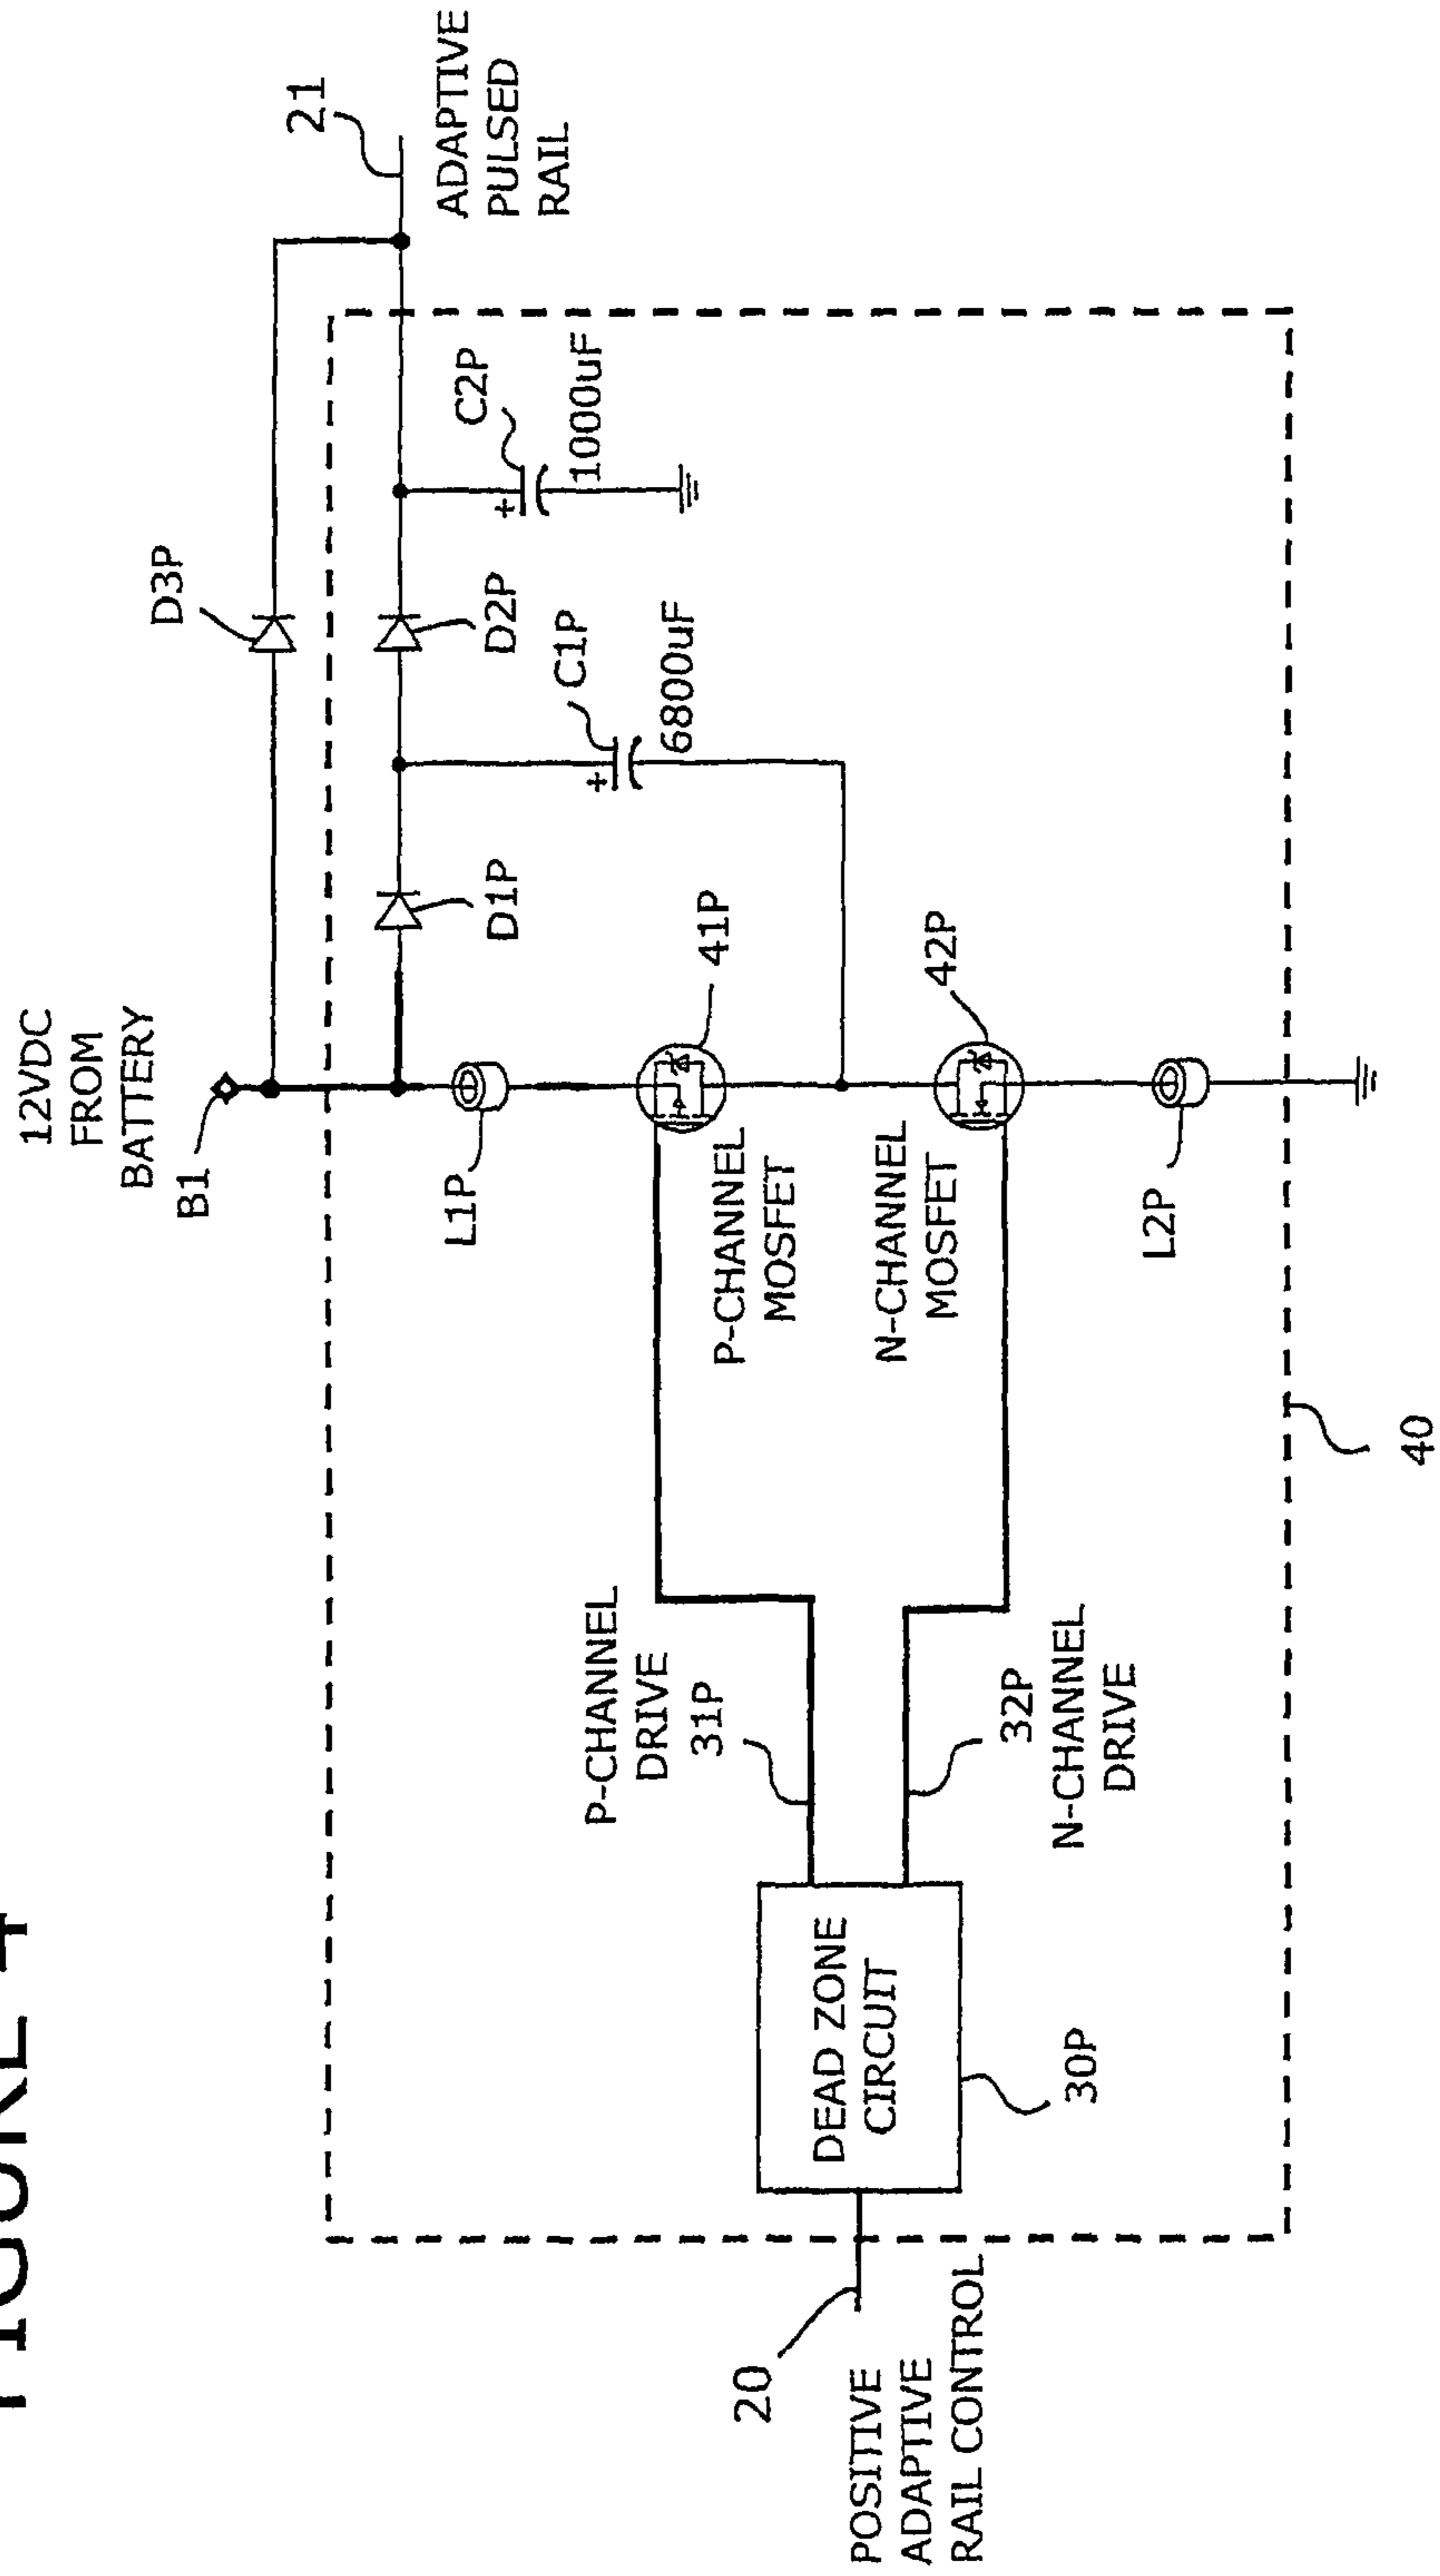 FIGURE 4
12VDC
FROM
BATTERY
B1
D3P
21
ADAPTIVE
PULSED
RAIL
D1P
D2P
C2P
+
1000uF
C1P
+
6800uF
L1P
41P
P-CHANNEL
MOSFET
42P
N-CHANNEL
MOSFET
L2P
P-CHANNEL
DRIVE
31P
32P
N-CHANNEL
DRIVE
DEAD ZONE
CIRCUIT
30P
20
POSITIVE
ADAPTIVE
RAIL CONTROL
40